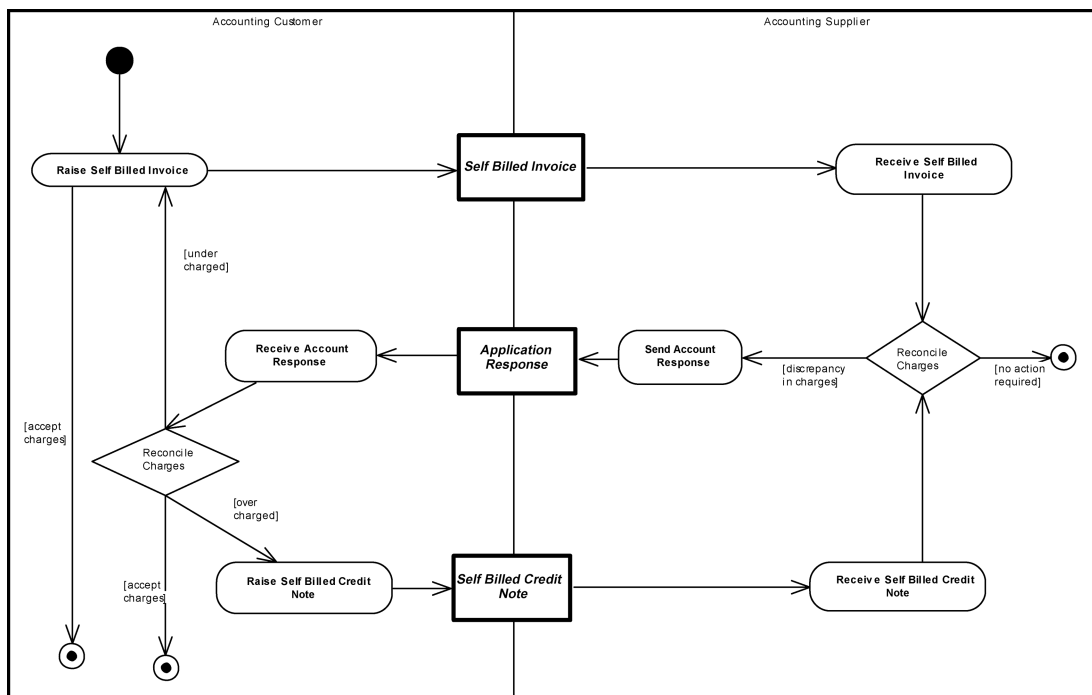 Accounting Customer
Accounting Supplier
Raise Self Billed Invoice
Self Billed Invoice
Receive Self Billed
Invoice
[under
charged]
Receive Account
Response
Application
Response
Send Account
Response
[discrepancy
in charges]
Reconcile
Charges
[no action
required]
[accept
charges]
Reconcile
Charges
[over
charged]
[accept
charges]
Raise Self Billed Credit
Note
Self Billed Credit
Note
Receive Self Billed Credit
Note